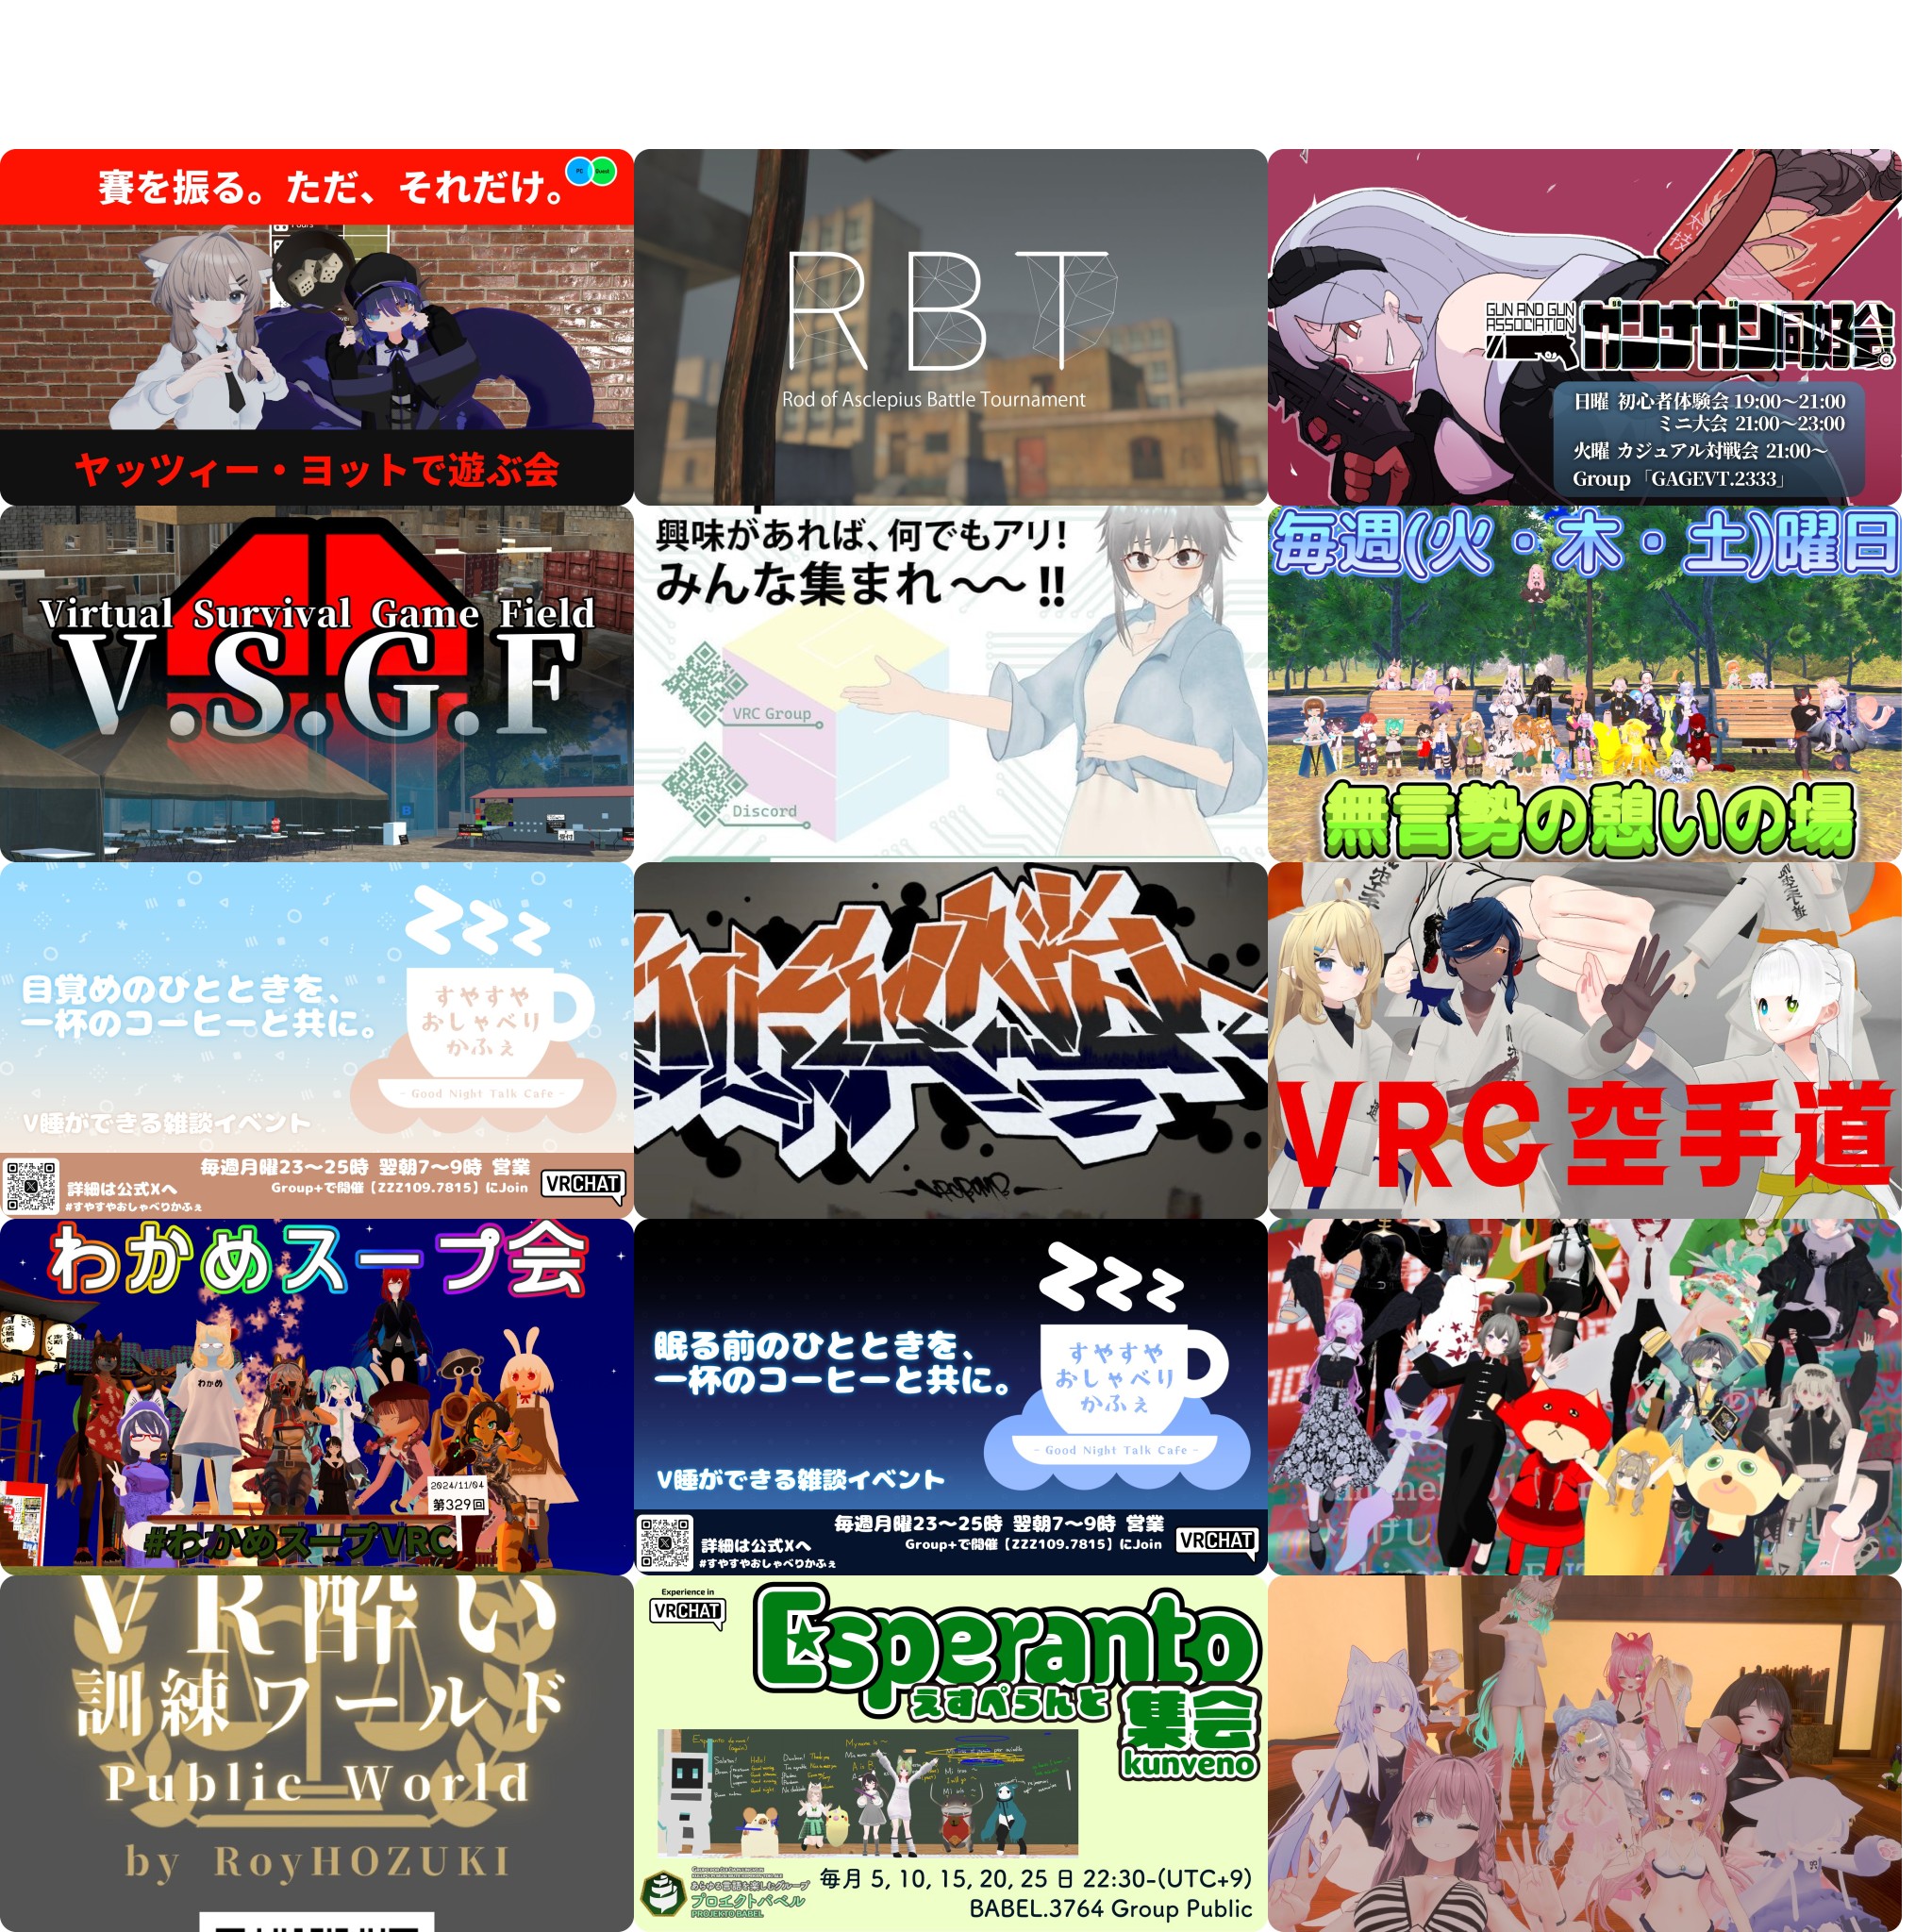 賽を振る。ただ、それだけ。
PC
Quest
ヤッツィー・ヨットで遊ぶ会
RBT
Rod of Asclepius Battle Tournament
GUN AND GUN
ASSOCIATION
ガンナガン同好会
日曜 初心者体験会 19:00～21:00
ミニ大会 21:00～23:00
火曜 カジュアル対戦会 21:00～
Group「GAGEVT.2333」
Virtual Survival Game Field
V.S.G.F
興味があれば、何でもアリ!
みんな集まれ～～!!
VRC Group
Discord
毎週(火・木・土)曜日
無言勢の憩いの場
目覚めのひとときを、
一杯のコーヒーと共に。
すやすや
おしゃべり
かふぇ
- Good Night Talk Cafe -
V睡ができる雑談イベント
毎週月曜23～25時 翌朝7～9時 営業
Group+で開催【ZZZ109.7815】にJoin
詳細は公式Xへ
#すやすやおしゃべりかふぇ
VRCHAT
VRC空手道
わかめスープ会
わかめ
2024/11/04
第329回
#わかめスープVRC
眠る前のひとときを、
一杯のコーヒーと共に。
すやすや
おしゃべり
かふぇ
- Good Night Talk Cafe -
V睡ができる雑談イベント
毎週月曜23～25時 翌朝7～9時 営業
Group+で開催【ZZZ109.7815】にJoin
詳細は公式Xへ
#すやすやおしゃべりかふぇ
VRCHAT
VR酔い
訓練ワールド
Public World
by RoyHOZUKI
Experience in
VRCHAT
Esperanto
えすぺらんと 集会
kunveno
あらゆる言語を楽しむグループ
プロエクトバベル
PROJEKTO BABEL
毎月 5, 10, 15, 20, 25 日 22:30-(UTC+9)
BABEL.3764 Group Public